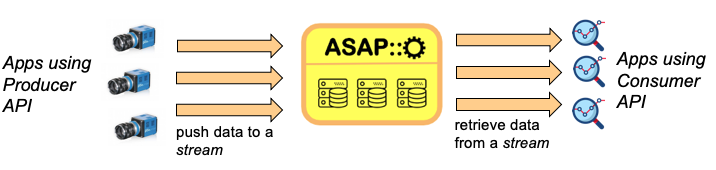 Apps using
Producer
API
push data to a
stream
ASAP::
retrieve data
from a stream
Apps using
Consumer
API